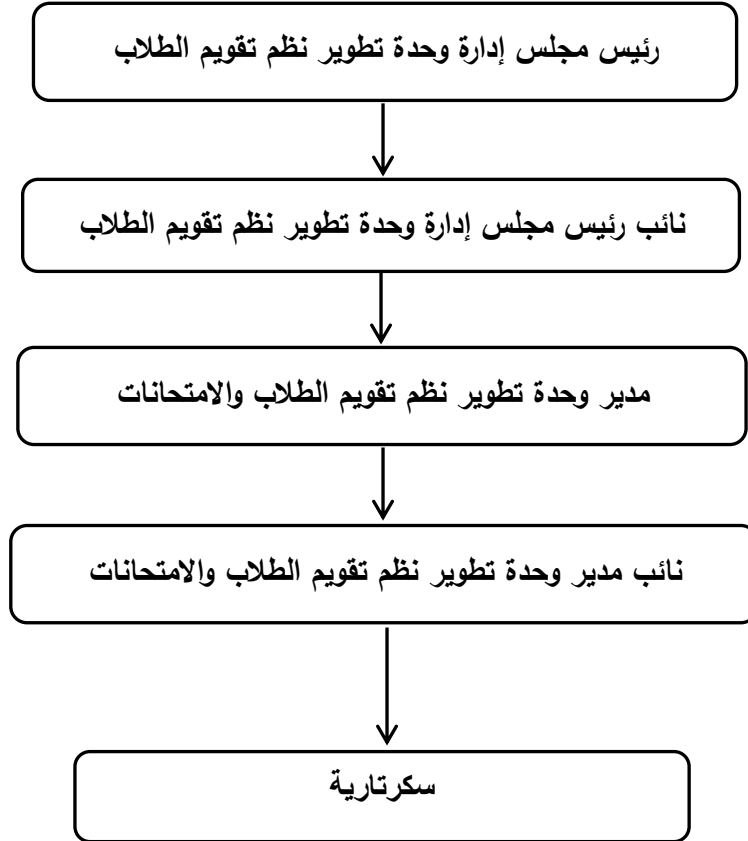 رئيس مجلس إدارة وحدة تطوير نظم تقويم الطلاب
نائب رئيس مجلس إدارة وحدة تطوير نظم تقويم الطلاب
مدير وحدة تطوير نظم تقويم الطلاب والامتحانات
نائب مدير وحدة تطوير نظم تقويم الطلاب والامتحانات
سكرتارية